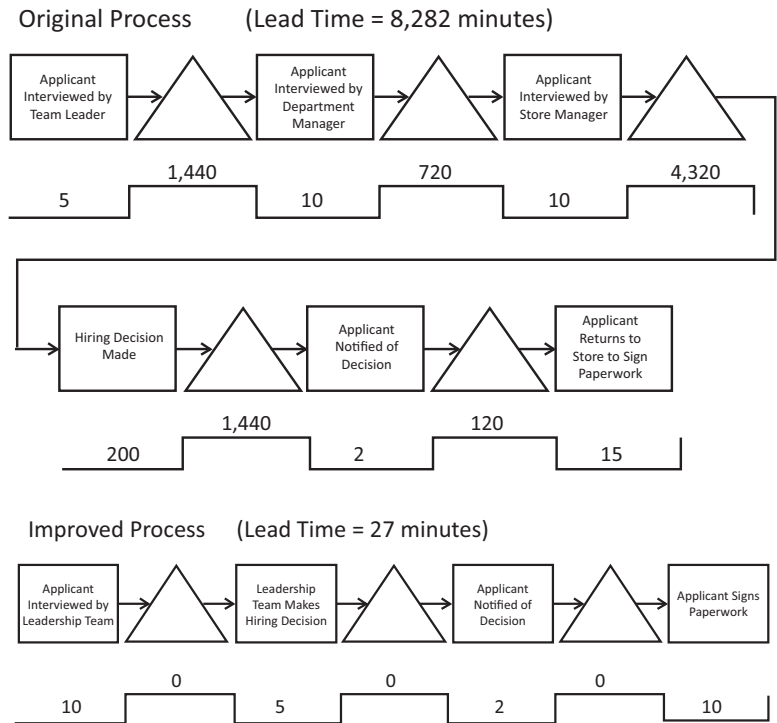 Original Process (Lead Time = 8,282 minutes)
Applicant
Interviewed by
Team Leader
Applicant
Interviewed by
Department
Manager
Applicant
Interviewed by
Store Manager
5
1,440
10
720
10
4,320
Hiring Decision
Made
Applicant
Notified of
Decision
Applicant
Returns to
Store to Sign
Paperwork
200
1,440
2
120
15
Improved Process (Lead Time = 27 minutes)
Applicant
Interviewed by
Leadership Team
Leadership
Team Makes
Hiring Decision
Applicant
Notified of
Decision
Applicant Signs
Paperwork
10
0
5
0
2
0
10